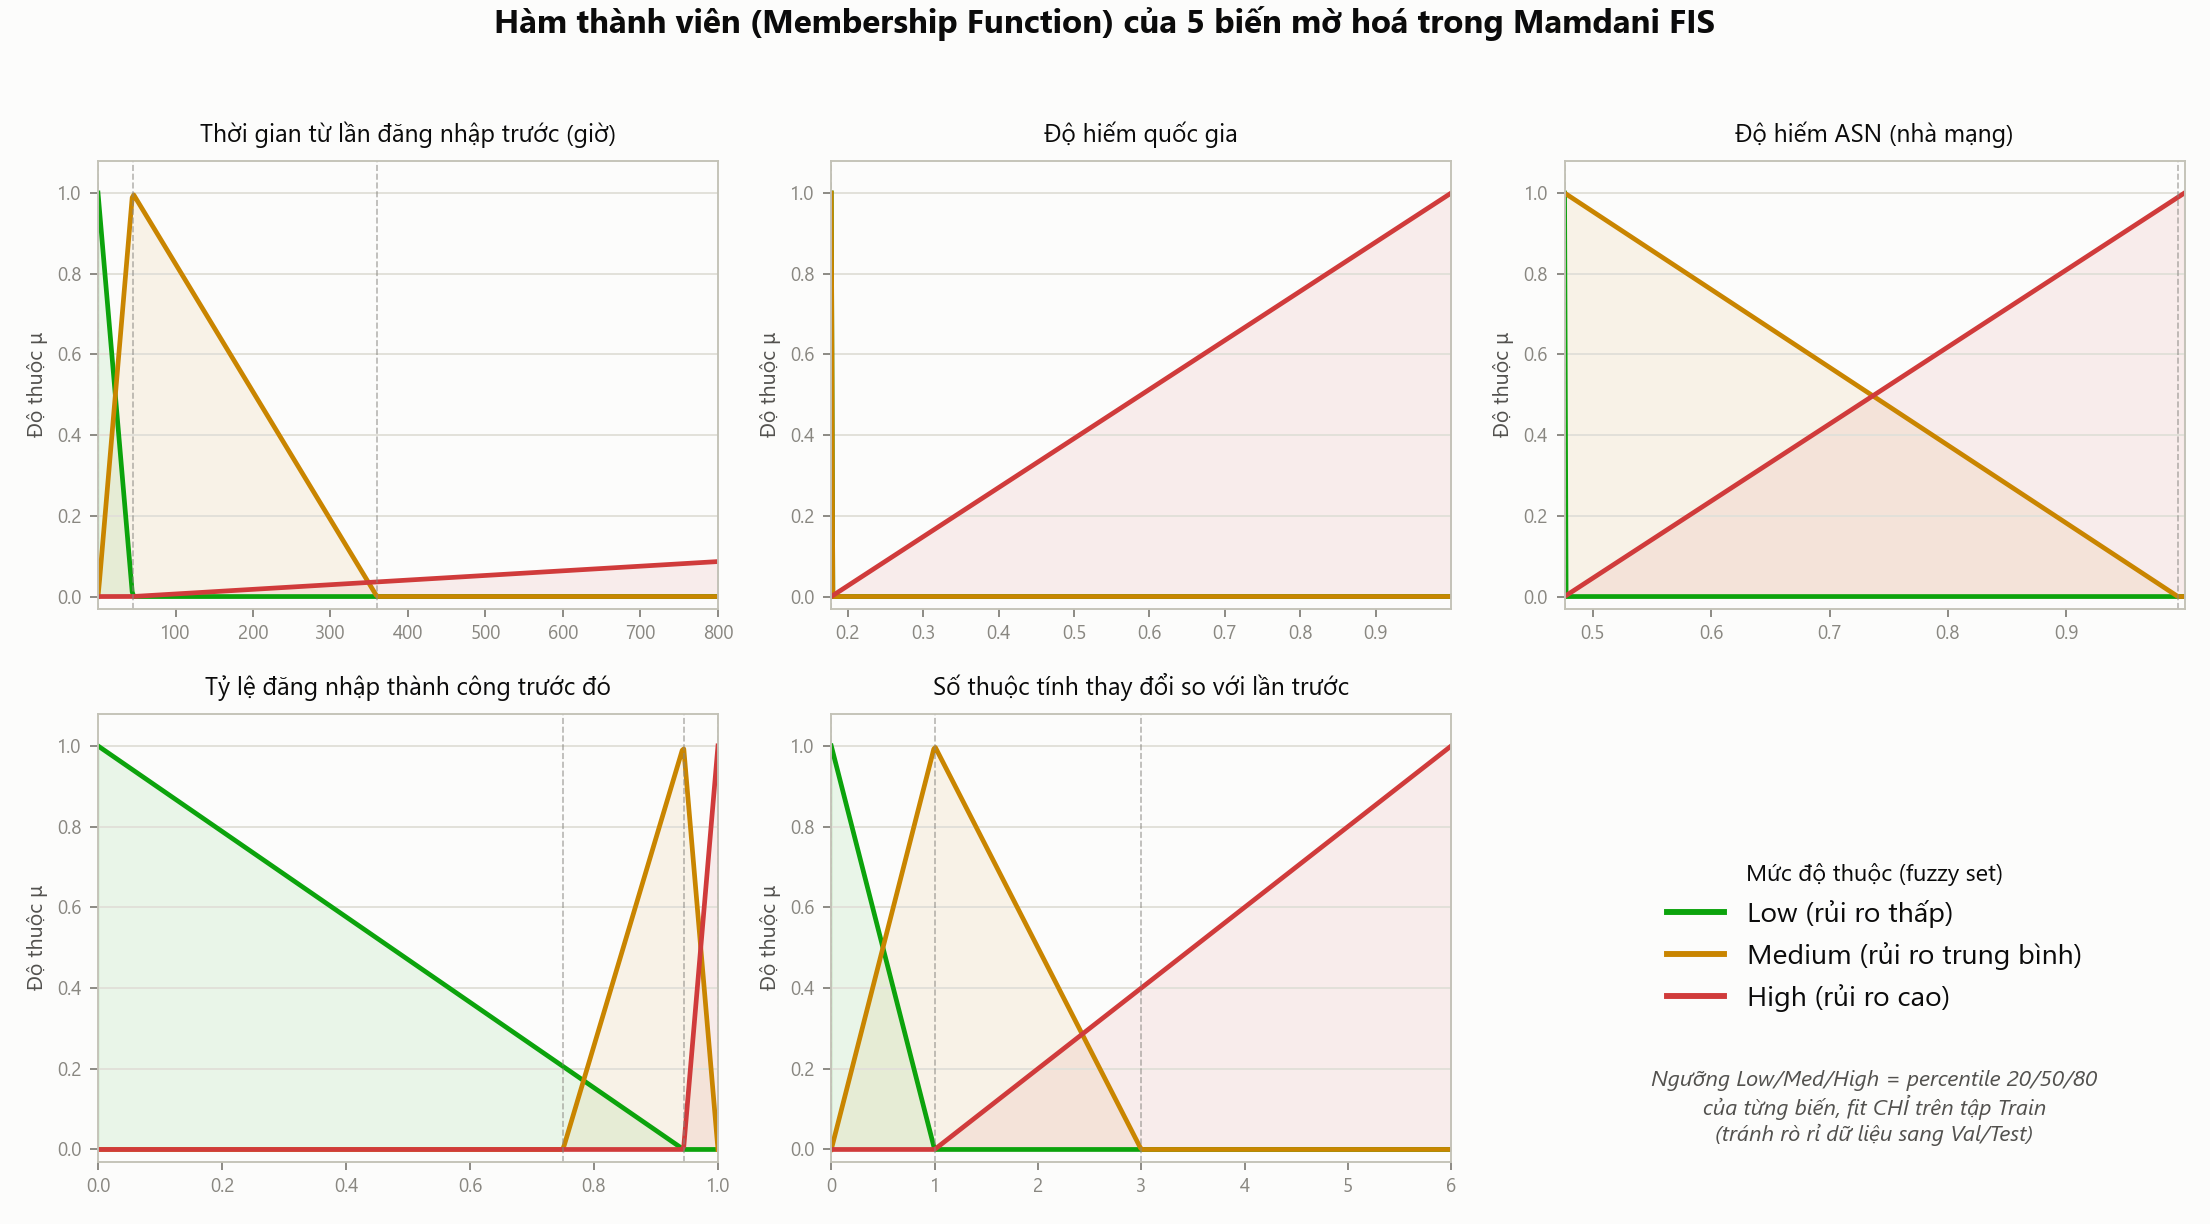 Hàm thành viên (Membership Function) của 5 biến mờ hoá trong Mamdani FIS
Thời gian từ lần đăng nhập trước (giờ)
Độ thuộc µ
1.0
0.8
0.6
0.4
0.2
0.0
100 200 300 400 500 600 700 800
Độ hiếm quốc gia
Độ thuộc µ
1.0
0.8
0.6
0.4
0.2
0.0
0.2 0.3 0.4 0.5 0.6 0.7 0.8 0.9
Độ hiếm ASN (nhà mạng)
Độ thuộc µ
1.0
0.8
0.6
0.4
0.2
0.0
0.5 0.6 0.7 0.8 0.9
Tỷ lệ đăng nhập thành công trước đó
Độ thuộc µ
1.0
0.8
0.6
0.4
0.2
0.0
0.0 0.2 0.4 0.6 0.8 1.0
Số thuộc tính thay đổi so với lần trước
Độ thuộc µ
1.0
0.8
0.6
0.4
0.2
0.0
0 1 2 3 4 5 6
Mức độ thuộc (fuzzy set)
Low (rủi ro thấp)
Medium (rủi ro trung bình)
High (rủi ro cao)
Ngưỡng Low/Med/High = percentile 20/50/80
của từng biến, fit CHỈ trên tập Train
(tránh rò rỉ dữ liệu sang Val/Test)